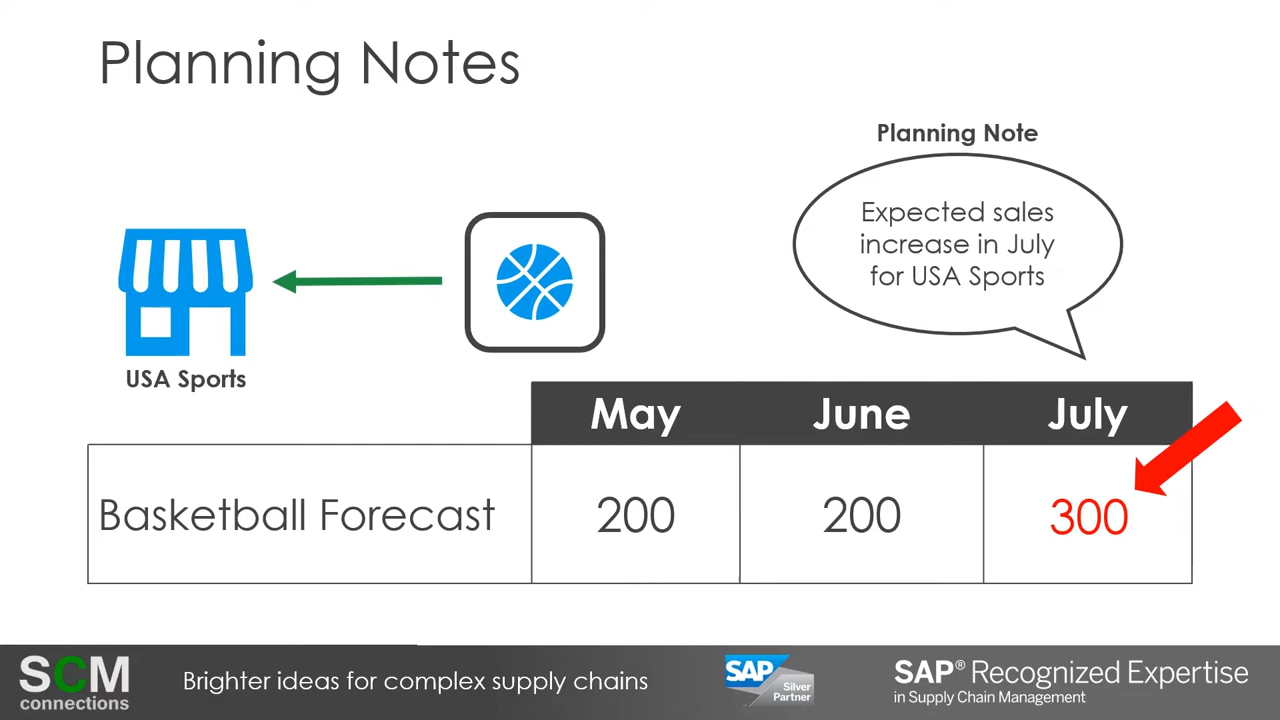 Planning Notes
Planning Note
Expected sales
increase in July
for USA Sports
USA Sports
May June July
Basketball Forecast 200 200 300
SCM
connections
Brighter ideas for complex supply chains
SAP
Silver
Partner
SAP® Recognized Expertise
in Supply Chain Management